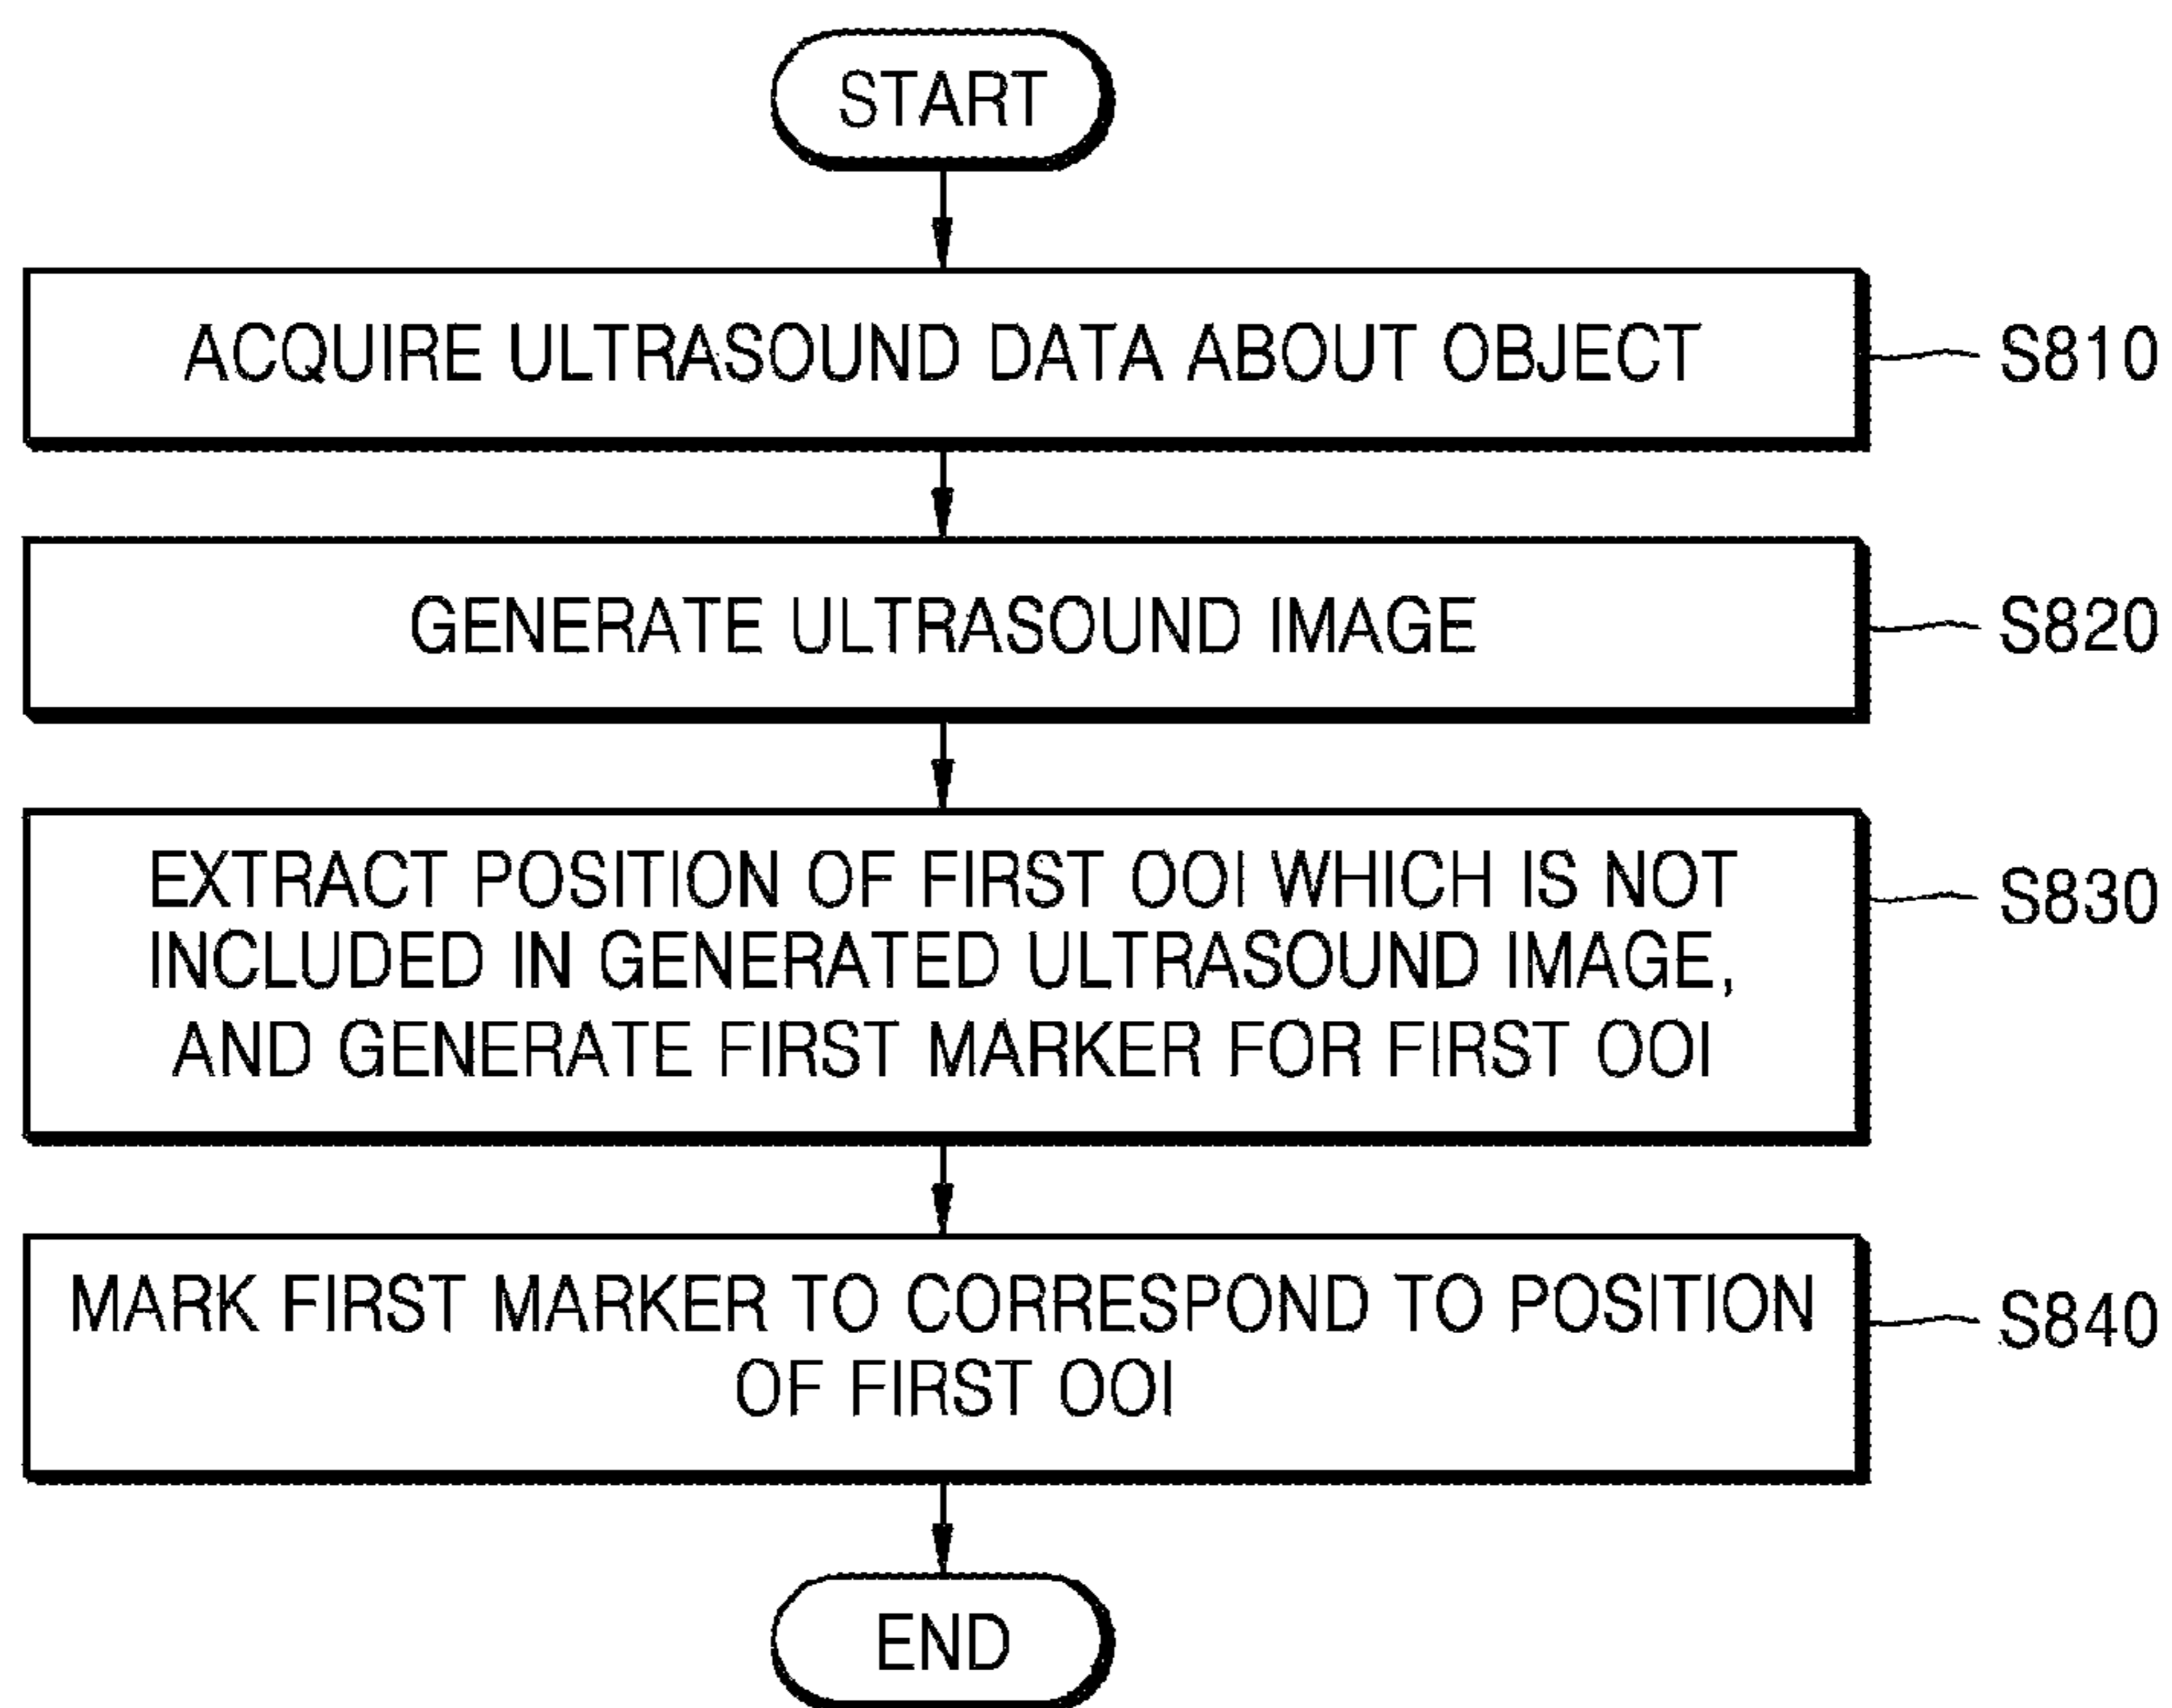 START
ACQUIRE ULTRASOUND DATA ABOUT OBJECT
S810
GENERATE ULTRASOUND IMAGE
S820
EXTRACT POSITION OF FIRST OOI WHICH IS NOT
INCLUDED IN GENERATED ULTRASOUND IMAGE,
AND GENERATE FIRST MARKER FOR FIRST OOI
S830
MARK FIRST MARKER TO CORRESPOND TO POSITION
OF FIRST OOI
S840
END